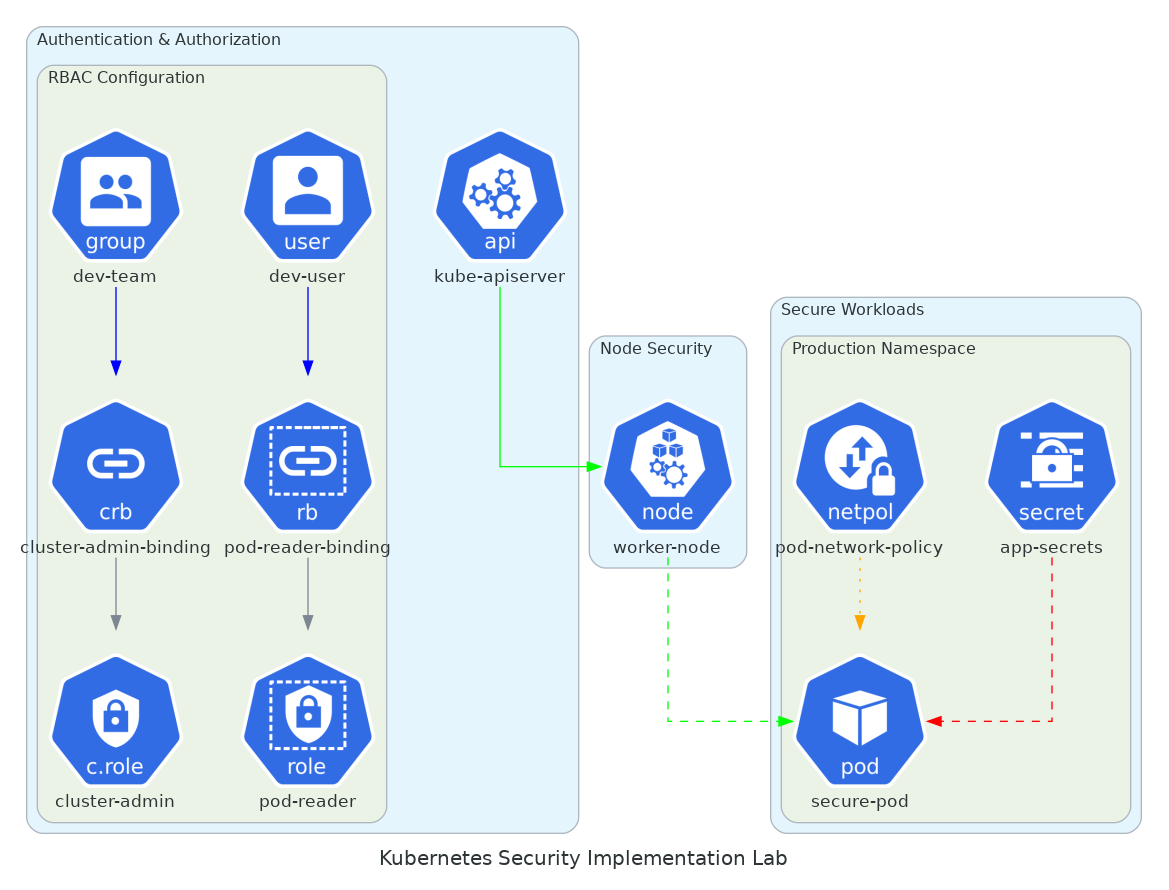 Authentication & Authorization
RBAC Configuration
group
dev-team
user
dev-user
api
kube-apiserver
crb
cluster-admin-binding
rb
pod-reader-binding
c.role
cluster-admin
role
pod-reader
Node Security
node
worker-node
Secure Workloads
Production Namespace
netpol
pod-network-policy
secret
app-secrets
pod
secure-pod
Kubernetes Security Implementation Lab